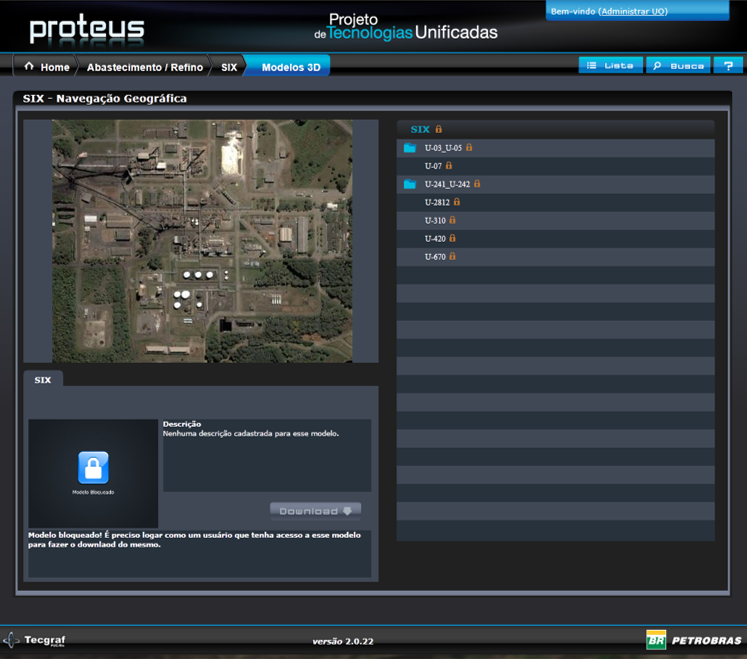 proteus
Projeto
de Tecnologias Unificadas
Bem-vindo (Administrar UO)
Home
Abastecimento / Refino
SIX
Modelos 3D
Lista
Busca
?
SIX - Navegação Geográfica
SIX
U-03_U-05
U-07
U-241_U-242
U-2812
U-310
U-420
U-670
SIX
Modelo Bloqueado
Descrição
Nenhuma descrição cadastrada para esse modelo.
Download
Modelo bloqueado! É preciso logar como um usuário que tenha acesso a esse modelo
para fazer o downlaod do mesmo.
Tecgraf
versão 2.0.22
BR PETROBRAS